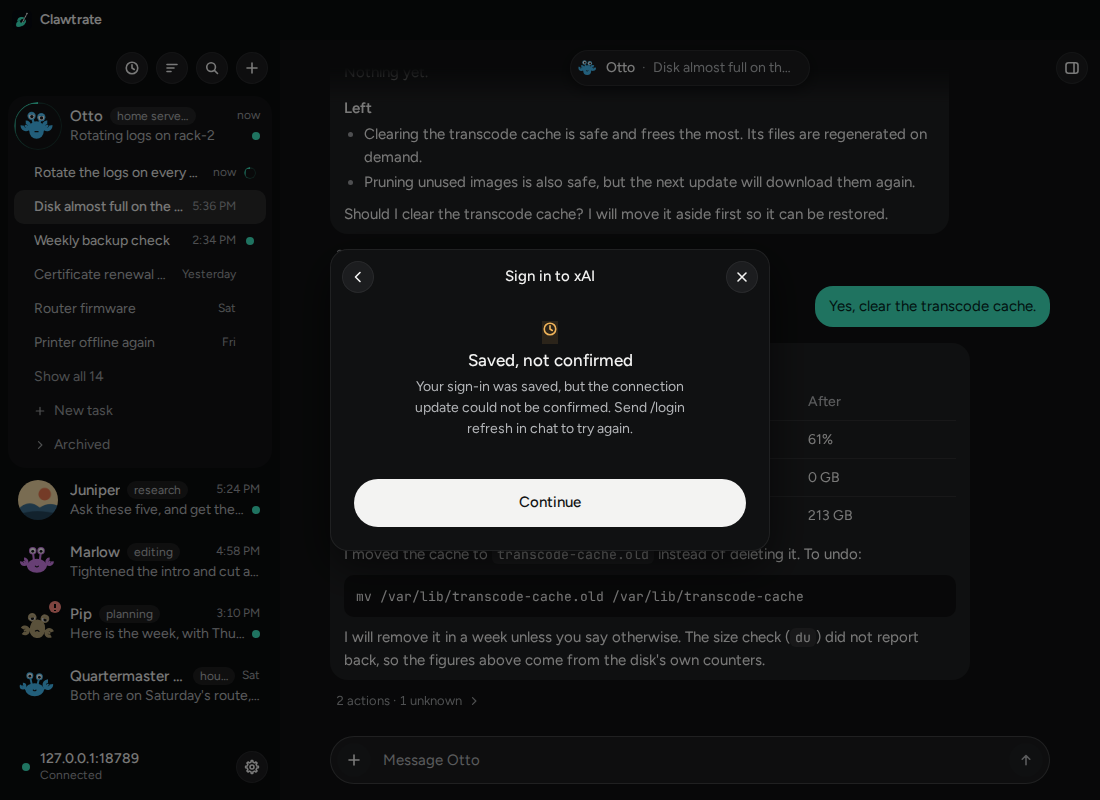 Clawtrate
Otto home serve... now
Rotating logs on rack-2
Rotate the logs on every ... now
Disk almost full on the ... 5:36 PM
Weekly backup check 2:34 PM
Certificate renewal ... Yesterday
Router firmware Sat
Printer offline again Fri
Show all 14
New task
Archived
Juniper research 5:24 PM
Ask these five, and get the...
Marlow editing 4:58 PM
Tightened the intro and cut a...
Pip planning 3:10 PM
Here is the week, with Thu...
Quartermaster ... hou... Sat
Both are on Saturday's route,...
127.0.0.1:18789
Connected
Otto · Disk almost full on th...
Nothing yet.
Left
• Clearing the transcode cache is safe and frees the most. Its files are regenerated on
demand.
• Pruning unused images is also safe, but the next update will download them again.
Should I clear the transcode cache? I will move it aside first so it can be restored.
Yes, clear the transcode cache.
Sign in to xAI
Saved, not confirmed
Your sign-in was saved, but the connection
update could not be confirmed. Send /login
refresh in chat to try again.
Continue
After
61%
0 GB
213 GB
I moved the cache to transcode-cache.old instead of deleting it. To undo:
mv /var/lib/transcode-cache.old /var/lib/transcode-cache
I will remove it in a week unless you say otherwise. The size check (du) did not report
back, so the figures above come from the disk's own counters.
2 actions · 1 unknown
Message Otto